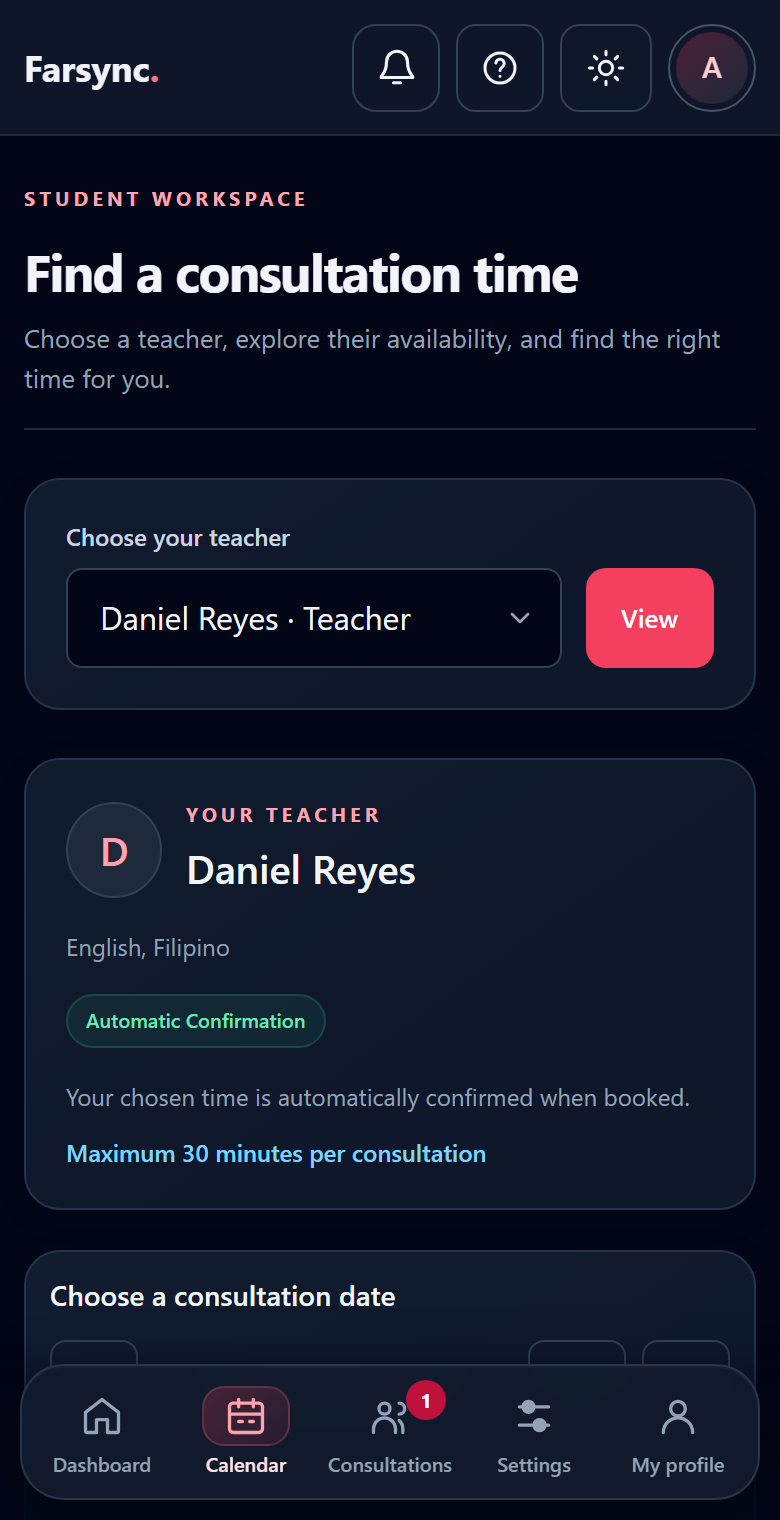 Farsync.
A
STUDENT WORKSPACE
Find a consultation time
Choose a teacher, explore their availability, and find the right
time for you.
Choose your teacher
Daniel Reyes · Teacher
View
D
YOUR TEACHER
Daniel Reyes
English, Filipino
Automatic Confirmation
Your chosen time is automatically confirmed when booked.
Maximum 30 minutes per consultation
Choose a consultation date
1
Dashboard
Calendar
Consultations
Settings
My profile